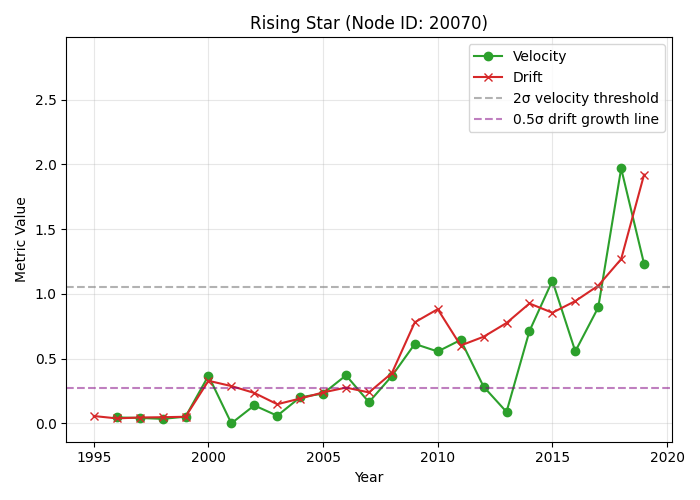 Rising Star (Node ID: 20070)
Velocity
Drift
2σ velocity threshold
0.5σ drift growth line
Metric Value
2.5
2.0
1.5
1.0
0.5
0.0
1995
2000
2005
2010
2015
2020
Year